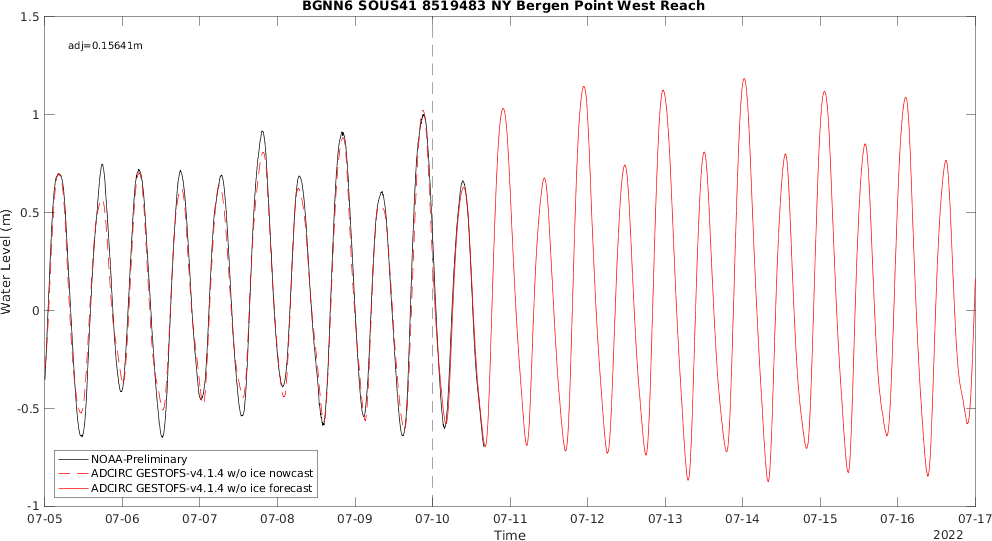 BGNN6 SOUS41 8519483 NY Bergen Point West Reach
1.5
adj=0.15641m
1
0.5
Water Level (m)
0
-0.5
NOAA-Preliminary
ADCIRC GESTOFS-v4.1.4 w/o ice nowcast
ADCIRC GESTOFS-v4.1.4 w/o ice forecast
-1
07-05 07-06 07-07 07-08 07-09 07-10 07-11 07-12 07-13 07-14 07-15 07-16 07-17
Time 2022